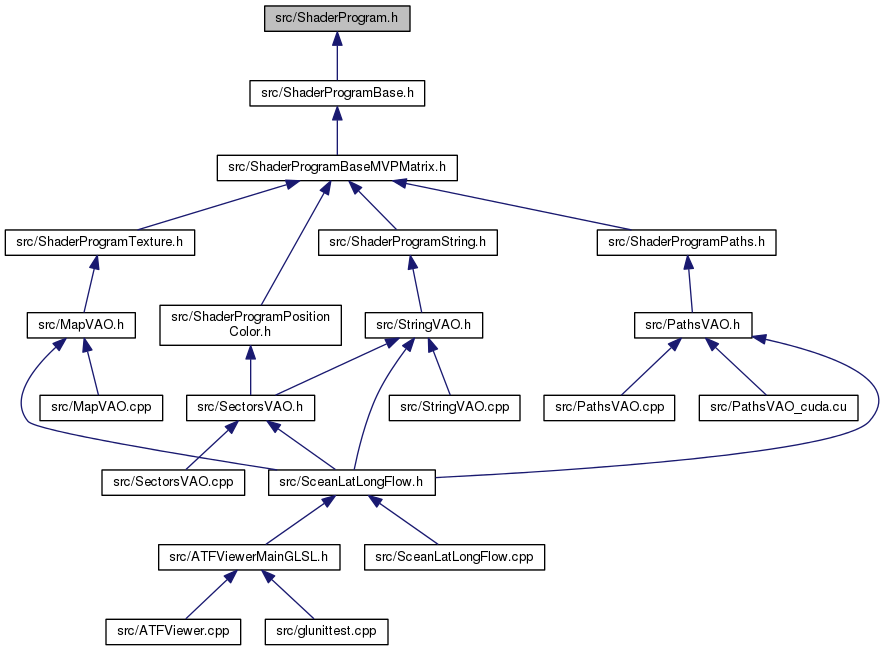 src/ShaderProgram.h
src/ShaderProgramBase.h
src/ShaderProgramBaseMVPMatrix.h
src/ShaderProgramTexture.h
src/ShaderProgramString.h
src/ShaderProgramPaths.h
src/MapVAO.h
src/ShaderProgramPosition
Color.h
src/StringVAO.h
src/PathsVAO.h
src/MapVAO.cpp
src/SectorsVAO.h
src/StringVAO.cpp
src/PathsVAO.cpp
src/PathsVAO_cuda.cu
src/SectorsVAO.cpp
src/SceanLatLongFlow.h
src/ATFViewerMainGLSL.h
src/SceanLatLongFlow.cpp
src/ATFViewer.cpp
src/glunittest.cpp